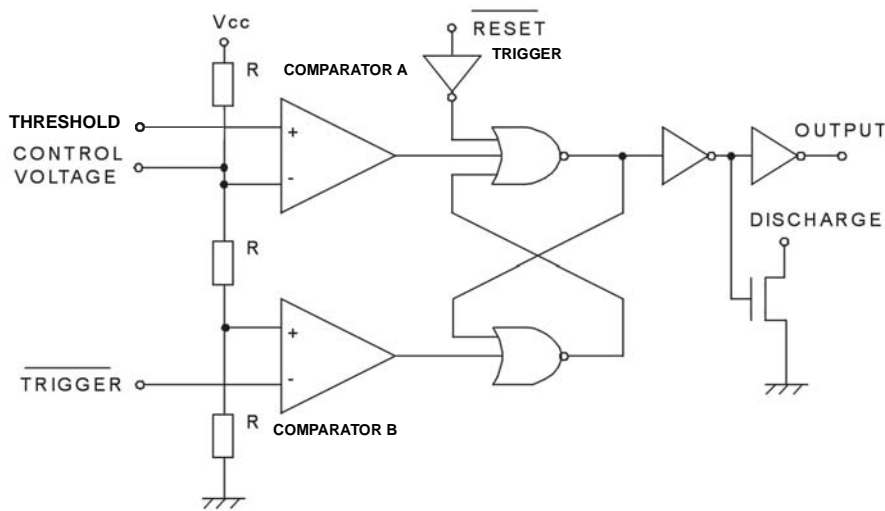 Vcc
RESET
TRIGGER
R
COMPARATOR A
THRESHOLD
+
CONTROL
VOLTAGE
-
OUTPUT
DISCHARGE
R
+
TRIGGER
-
R
COMPARATOR B